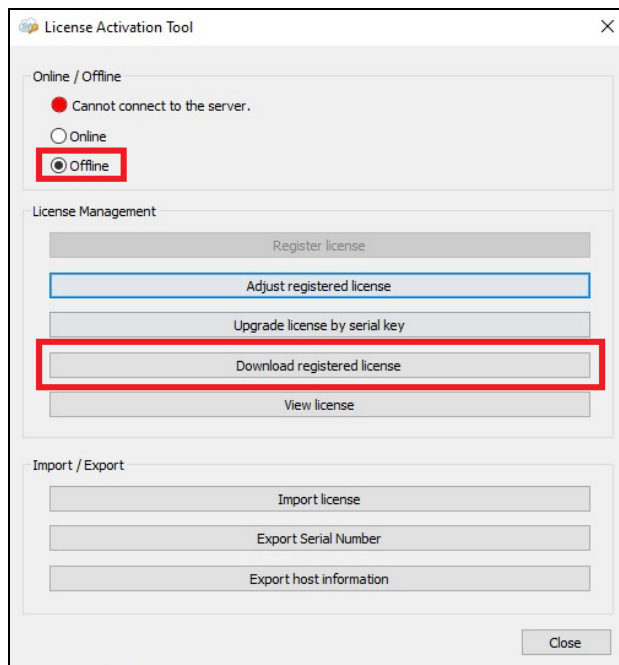 License Activation Tool
Online / Offline
Cannot connect to the server.
Online
Offline
License Management
Register license
Adjust registered license
Upgrade license by serial key
Download registered license
View license
Import / Export
Import license
Export Serial Number
Export host information
Close